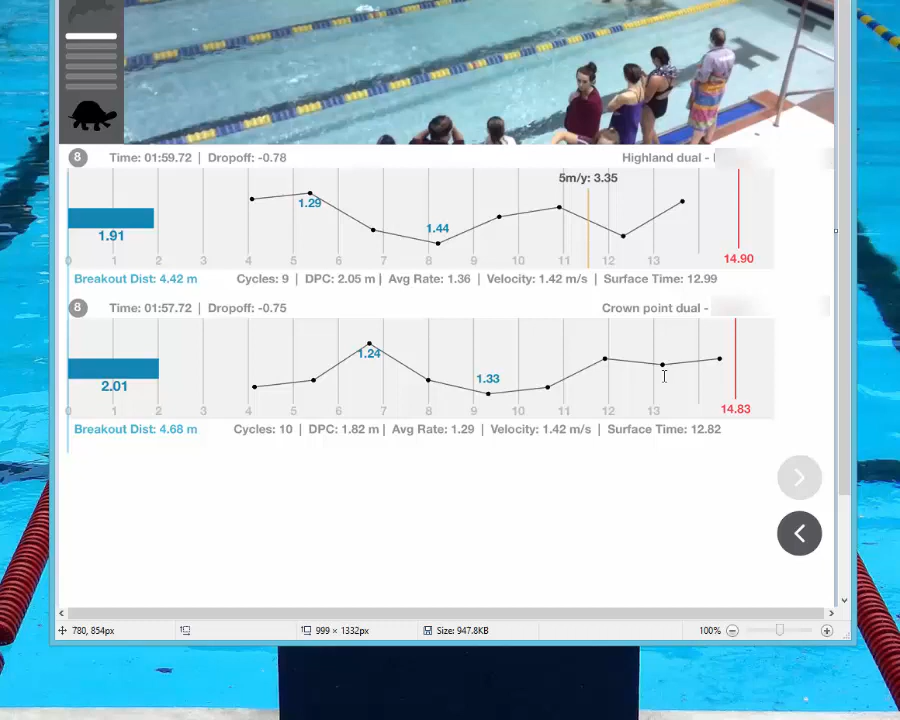 8 Time: 01:59.72 | Dropoff: -0.78 Highland dual -
5m/y: 3.35
1.29
1.44
1.91
0 1 2 3 4 5 6 7 8 9 10 11 12 13
14.90
Breakout Dist: 4.42 m Cycles: 9 | DPC: 2.05 m | Avg Rate: 1.36 | Velocity: 1.42 m/s | Surface Time: 12.99
8 Time: 01:57.72 | Dropoff: -0.75 Crown point dual -
1.24
1.33
2.01
0 1 2 3 4 5 6 7 8 9 10 11 12 13
14.83
Breakout Dist: 4.68 m Cycles: 10 | DPC: 1.82 m | Avg Rate: 1.29 | Velocity: 1.42 m/s | Surface Time: 12.82
780, 854px 999 × 1332px Size: 947.8KB 100%